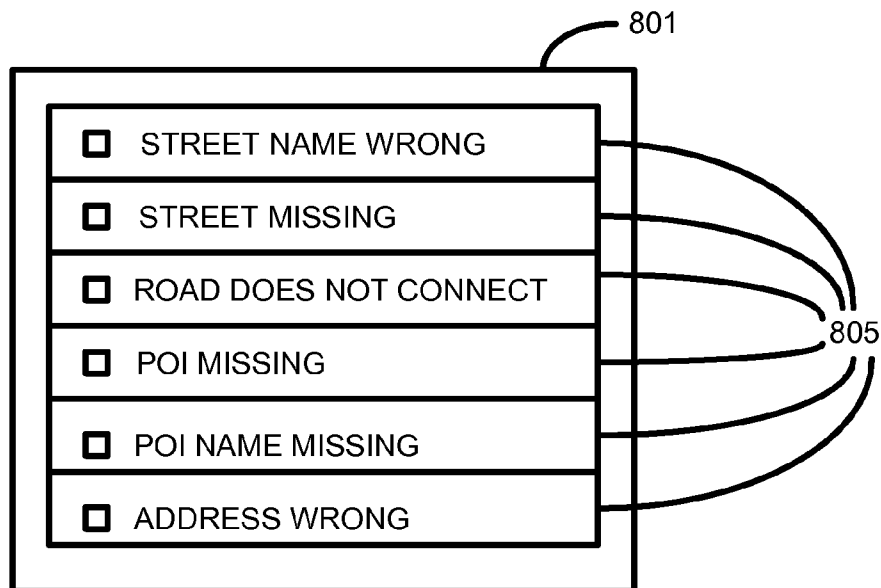 801
STREET NAME WRONG
STREET MISSING
ROAD DOES NOT CONNECT
805
POI MISSING
POI NAME MISSING
ADDRESS WRONG